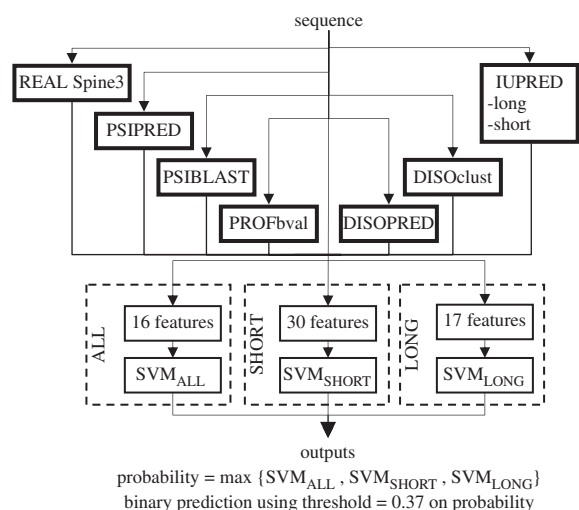 sequence
REAL Spine3
IUPRED
-long
-short
PSIPRED
PSIBLAST
DISOclust
PROFbval
DISOPRED
ALL
16 features
SVM_ALL
SHORT
30 features
SVM_SHORT
LONG
17 features
SVM_LONG
outputs
probability = max {SVM_ALL , SVM_SHORT , SVM_LONG}
binary prediction using threshold = 0.37 on probability